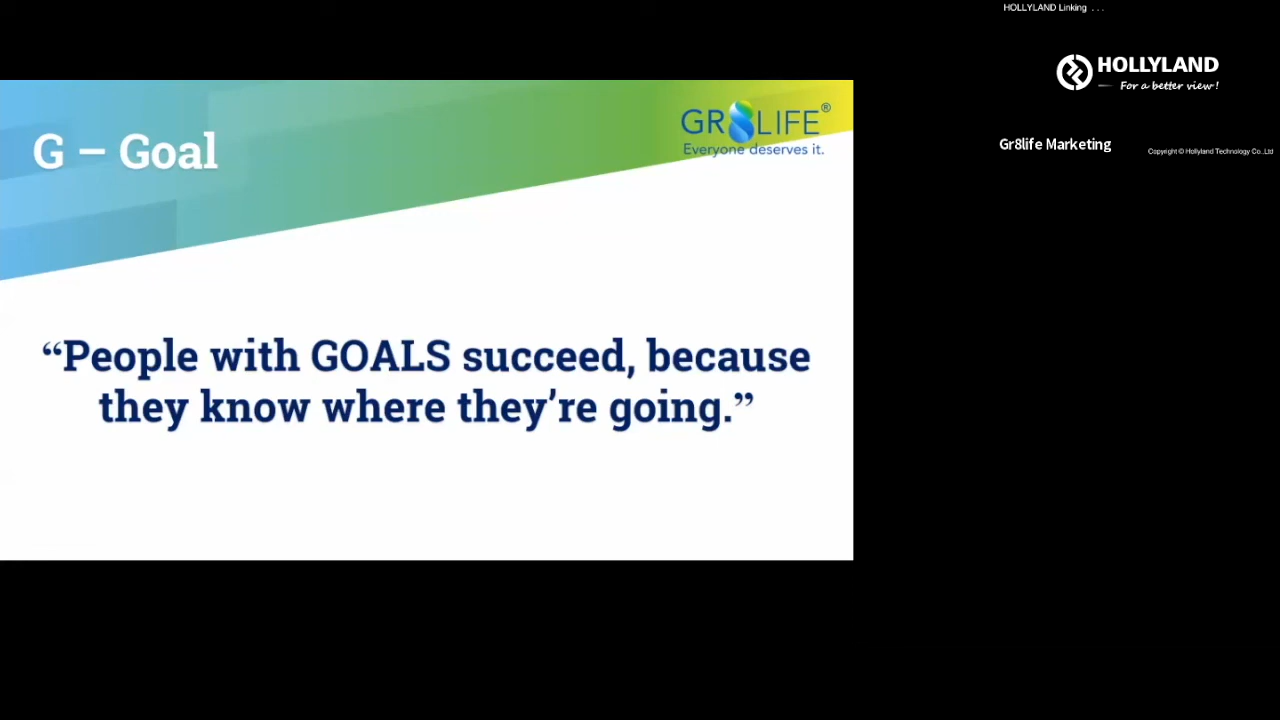 HOLLYLAND Linking . . .
HOLLYLAND
For a better view!
Gr8life Marketing
Copyright © Hollyland Technology Co.,Ltd
G – Goal
GR8LIFE®
Everyone deserves it.
“People with GOALS succeed, because
they know where they’re going.”